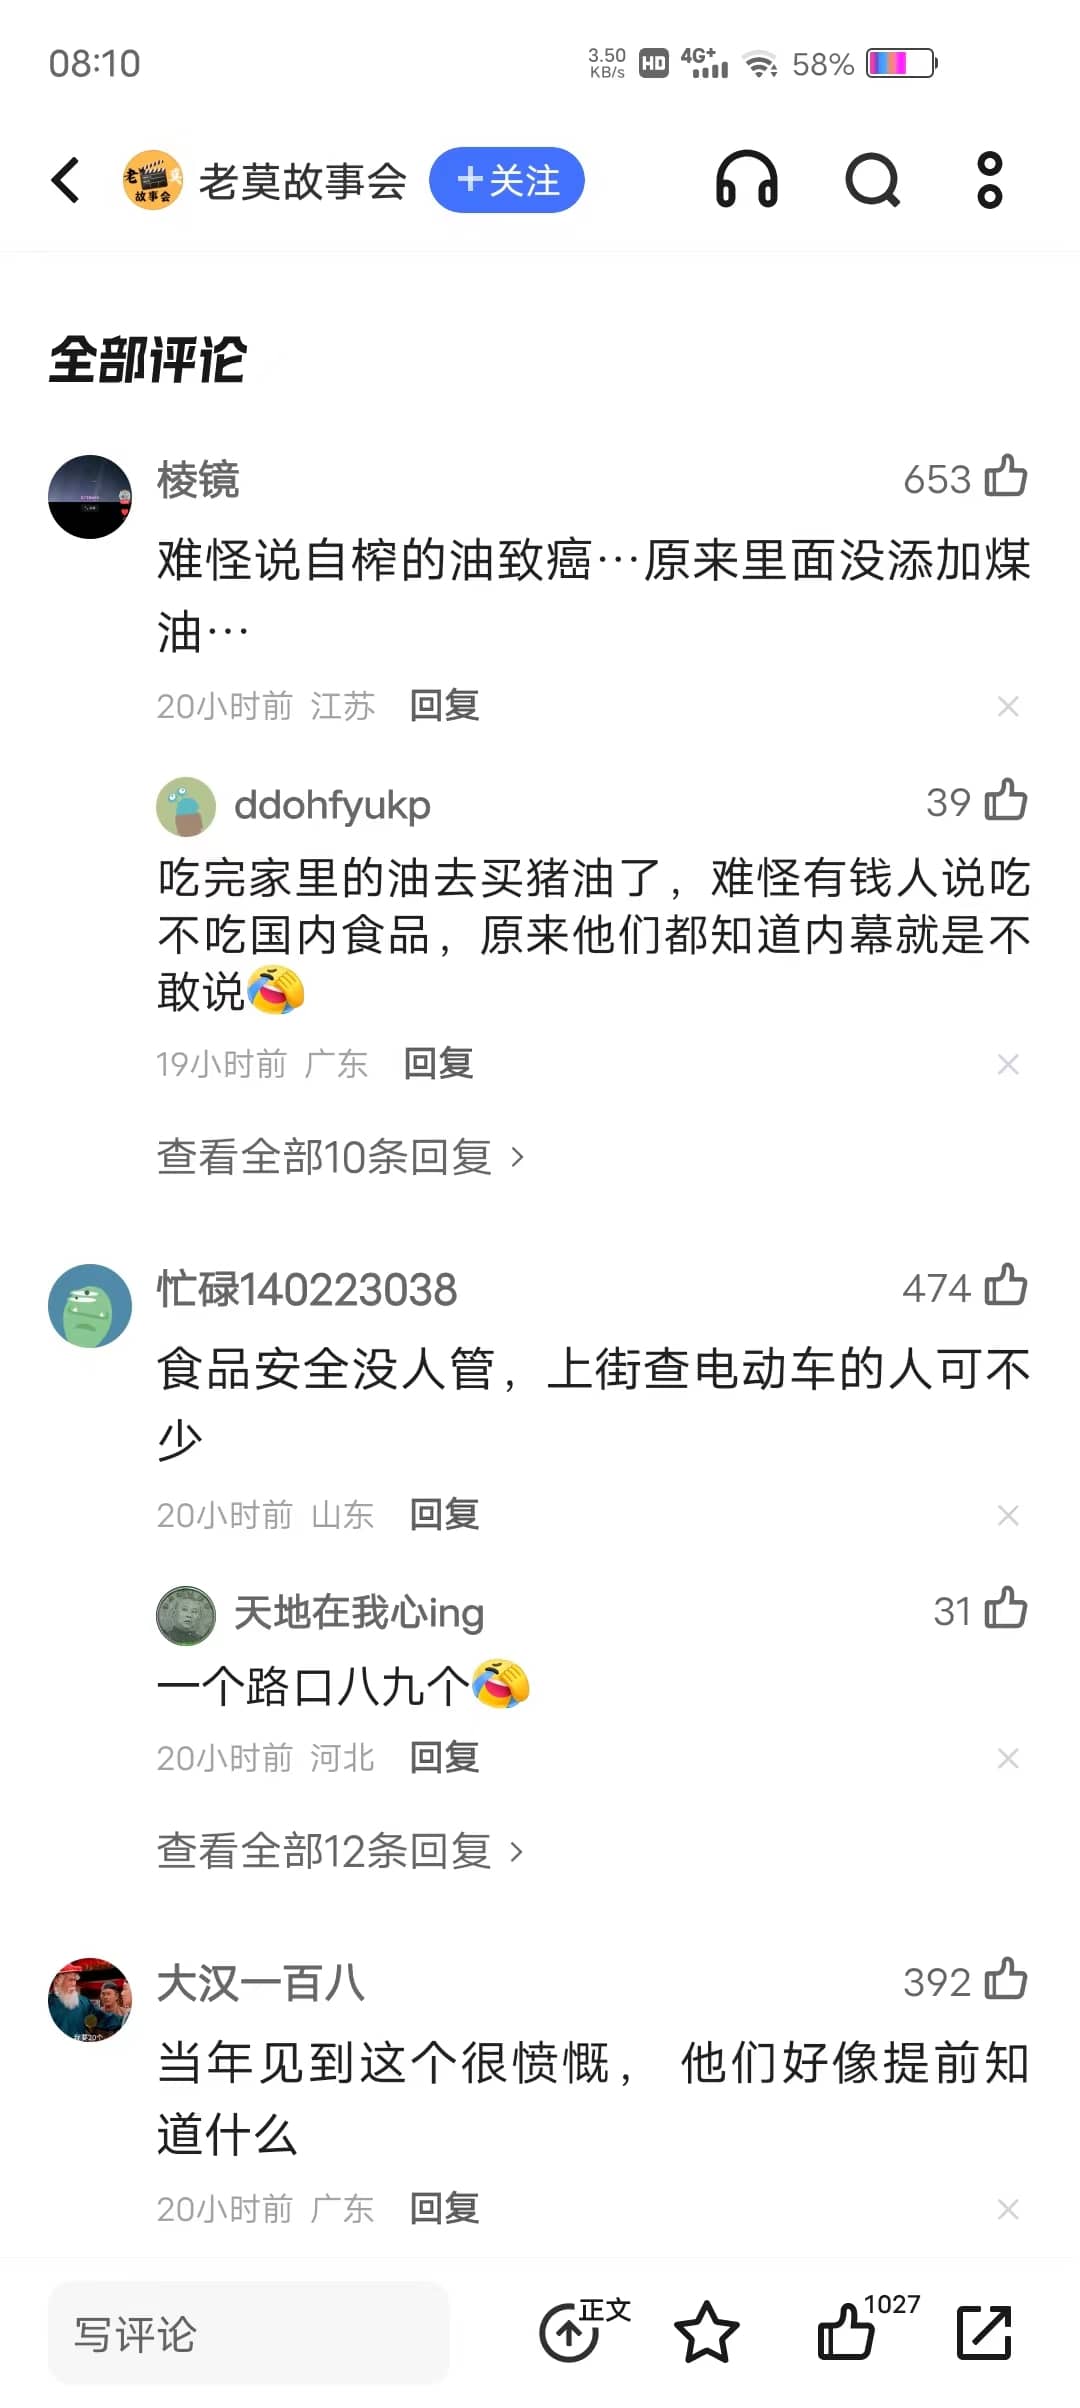 08:10
3.50 KB/s HD 4G+ 58%
老莫故事会 +关注
全部评论
棱镜 653
难怪说自榨的油致癌…原来里面没添加煤
油…
20小时前 江苏 回复
ddohfyukp 39
吃完家里的油去买猪油了，难怪有钱人说吃
不吃国内食品，原来他们都知道内幕就是不
敢说🤣
19小时前 广东 回复
查看全部10条回复 >
忙碌140223038 474
食品安全没人管，上街查电动车的人可不
少
20小时前 山东 回复
天地在我心ing 31
一个路口八九个🤣
20小时前 河北 回复
查看全部12条回复 >
大汉一百八 392
当年见到这个很愤慨， 他们好像提前知
道什么
20小时前 广东 回复
写评论 正文 1027